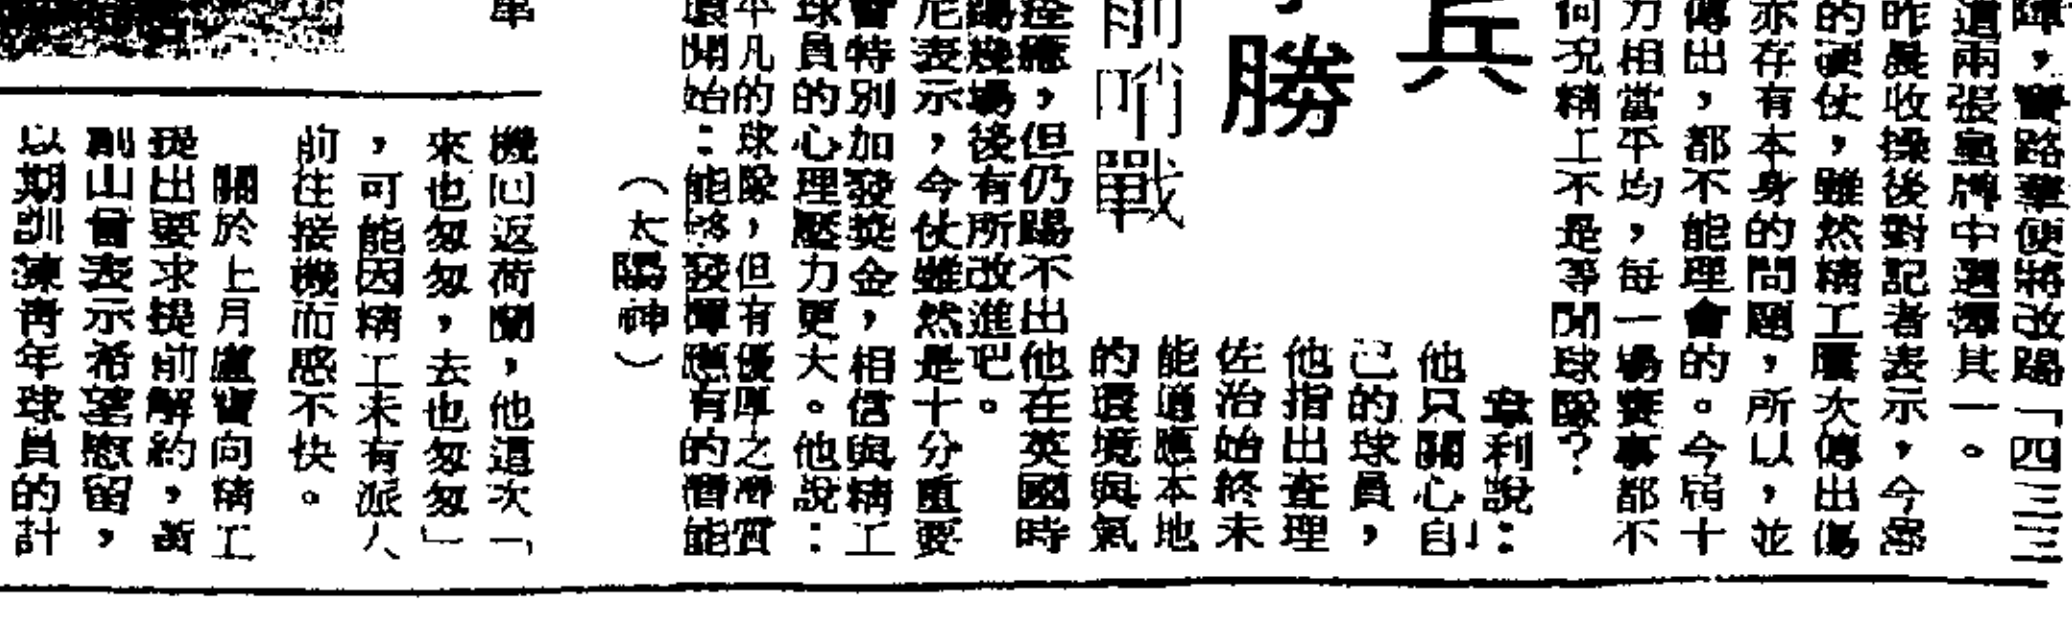 陣，寶路華便將改踢「四三三
這兩張皇牌中選擇其一。
昨晨收操後對記者表示，今場
的硬仗，雖然精工屢次傳出傷
亦存有本身的問題，所以，並
傳出，都不能理會的。今屆十
力相當平均，每一場賽事都不
何況精工不是等閒球隊？
兵
勝
前哨戰
韋利說：
他只關心自
己的球員，
他指出查理
佐治始終未
能適應本地
的環境與氣
但仍踢不出他在英國時
踢幾場後有所改進吧。
尼表示，今仗雖然是十分重要
會特別加發獎金，相信與精工
球員的心理壓力更大。他說：
平凡的球隊，但有優厚之潛質
環開始：能夠發揮應有的潛能
（太陽神）
機回返荷蘭，他這次「
來也匆匆，去也匆匆」
，可能因精工未有派人
前往接機而感不快。
關於上月盧寶向精工
提出要求提前解約，黃
創山曾表示希望慰留，
以期訓練青年球員的計